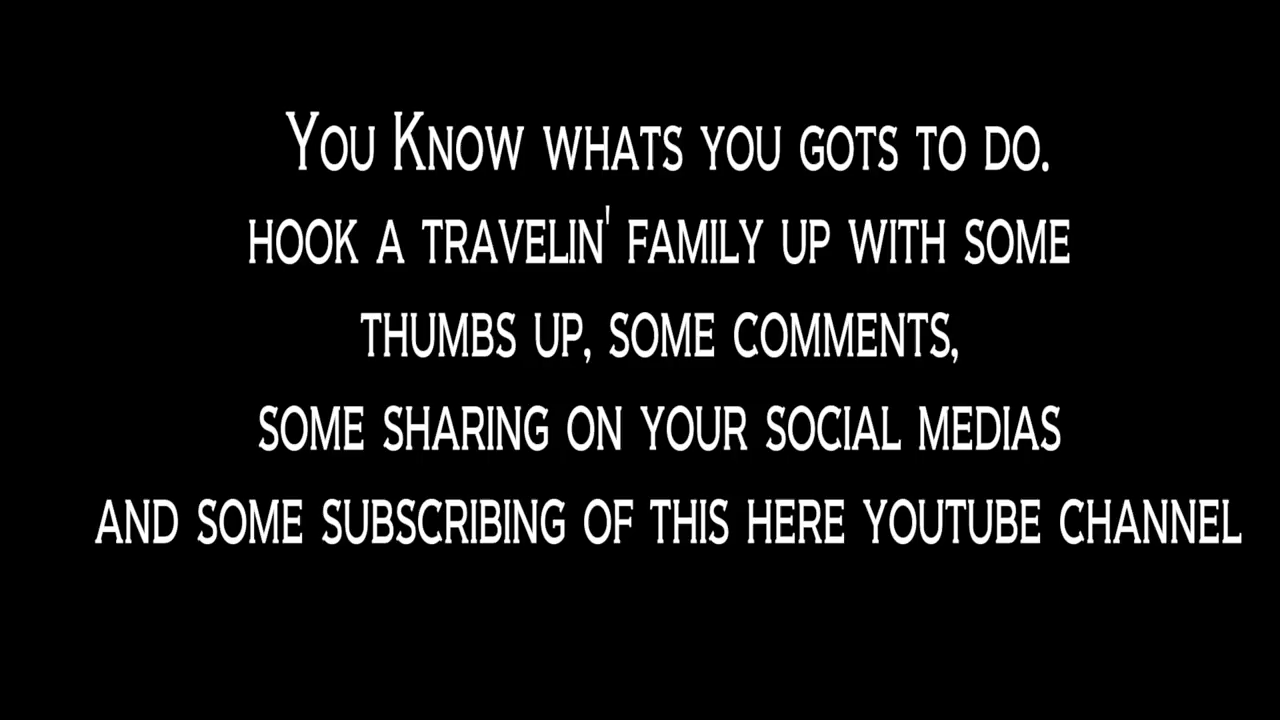 You Know whats you gots to do.
hook a travelin' family up with some
thumbs up, some comments,
some sharing on your social medias
and some subscribing of this here youtube channel